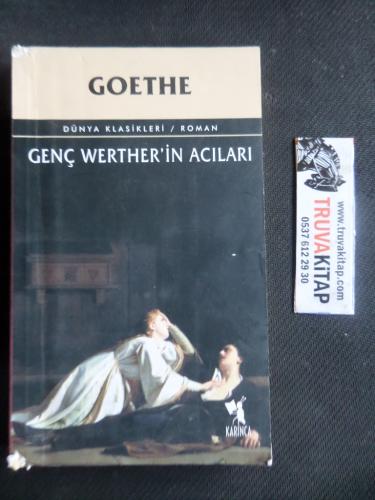 GOETHE
DÜNYA KLASİKLERİ / ROMAN
GENÇ WERTHER'İN ACILARI
KARINCA
www.truvakitap.com
TRUVAKİTAP
0537 612 29 30